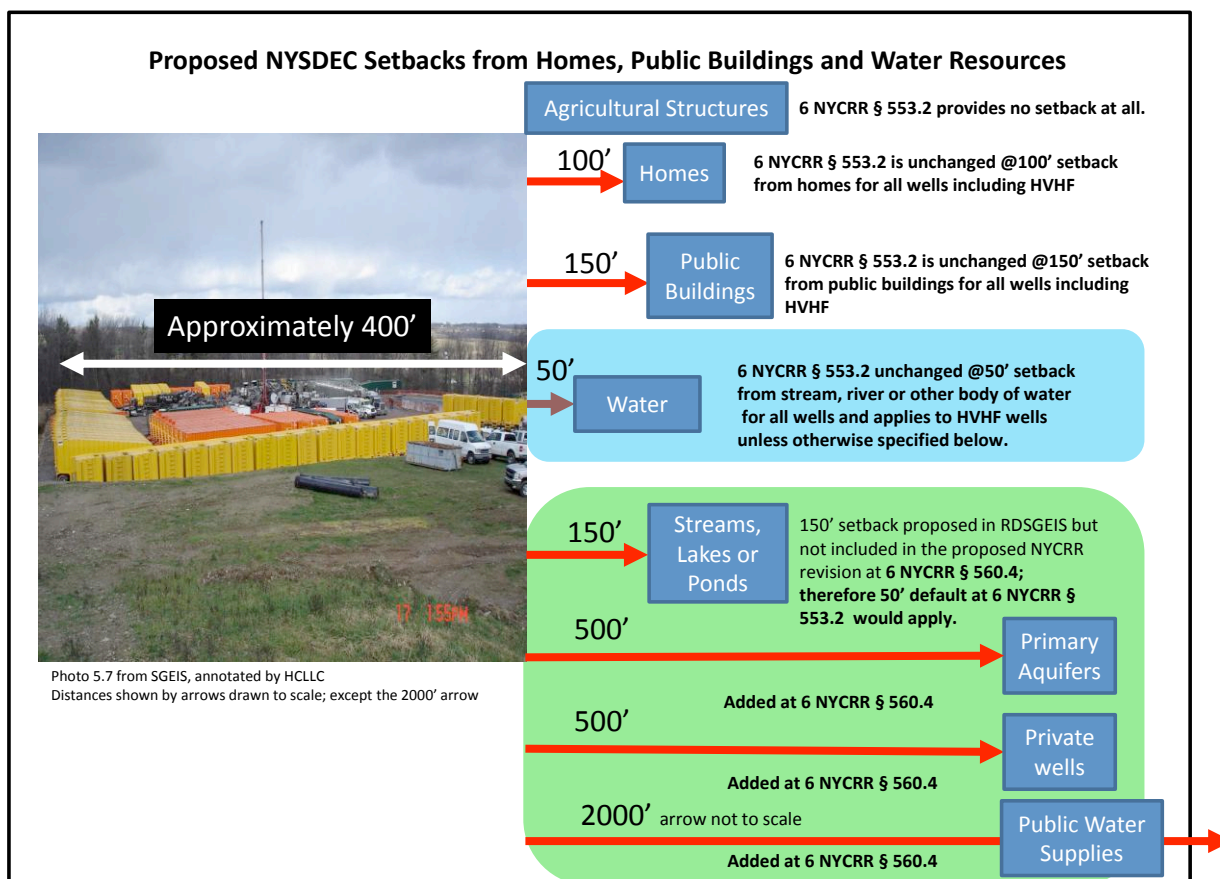 Proposed NYSDEC Setbacks from Homes, Public Buildings and Water Resources
Agricultural Structures
6 NYCRR § 553.2 provides no setback at all.
100’
Homes
6 NYCRR § 553.2 is unchanged @100’ setback
from homes for all wells including HVHF
150’
Public
Buildings
6 NYCRR § 553.2 is unchanged @150’ setback
from public buildings for all wells including
HVHF
Approximately 400’
50’
Water
6 NYCRR § 553.2 unchanged @50’ setback
from stream, river or other body of water
for all wells and applies to HVHF wells
unless otherwise specified below.
150’
Streams,
Lakes or
Ponds
150’ setback proposed in RDSGEIS but
not included in the proposed NYCRR
revision at 6 NYCRR § 560.4;
therefore 50’ default at 6 NYCRR §
553.2 would apply.
17 1:55PM
500’
Primary
Aquifers
Added at 6 NYCRR § 560.4
Photo 5.7 from SGEIS, annotated by HCLLC
Distances shown by arrows drawn to scale; except the 2000’ arrow
500’
Private
wells
Added at 6 NYCRR § 560.4
2000’ arrow not to scale
Public Water
Supplies
Added at 6 NYCRR § 560.4